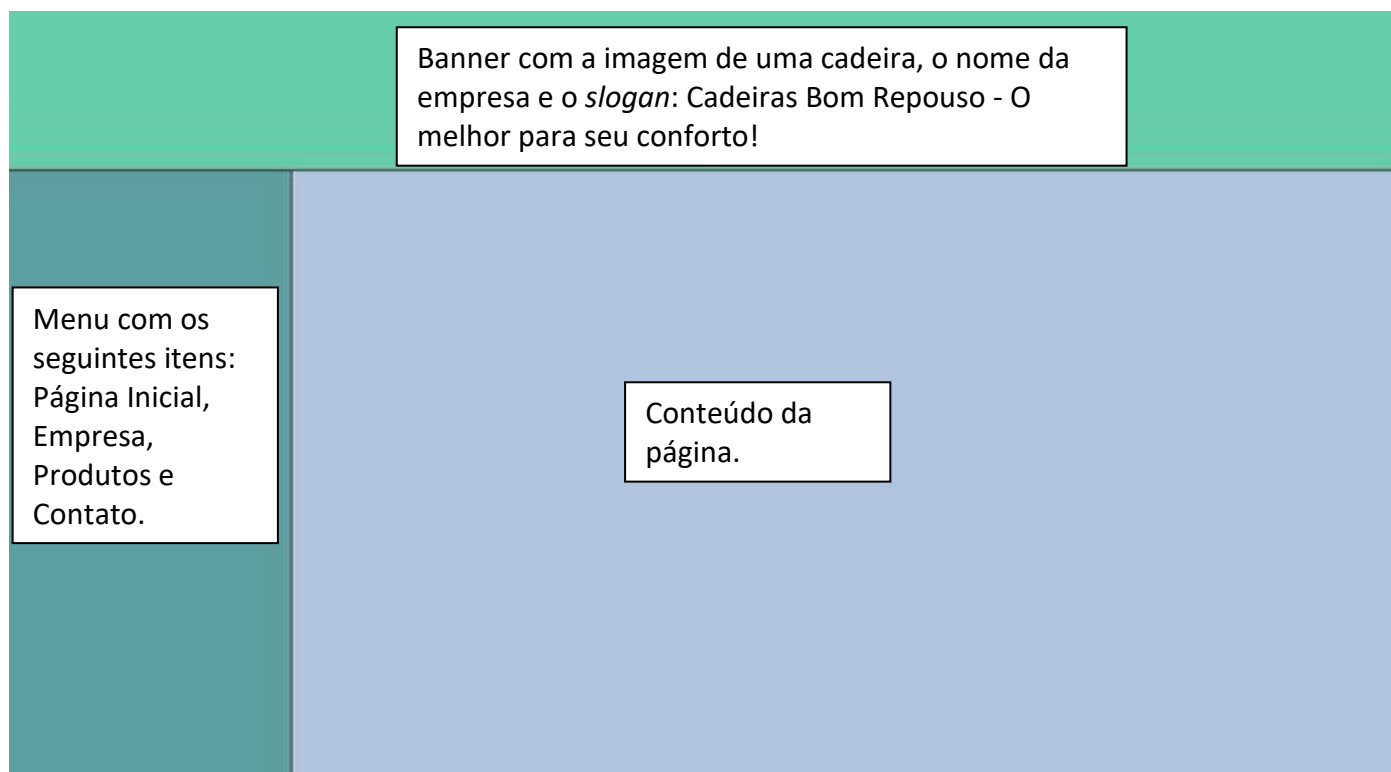 Banner com a imagem de uma cadeira, o nome da
empresa e o slogan: Cadeiras Bom Repouso - O
melhor para seu conforto!
Menu com os
seguintes itens:
Página Inicial,
Empresa,
Produtos e
Contato.
Conteúdo da
página.